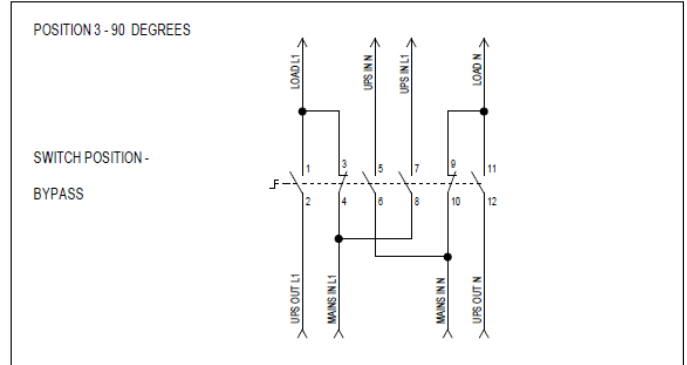 POSITION 3 - 90 DEGREES
LOAD L1
UPS IN N
UPS IN L1
LOAD N
SWITCH POSITION -
BYPASS
1
3
5
7
9
11
2
4
6
8
10
12
UPS OUT L1
MAINS IN L1
MAINS IN N
UPS OUT N